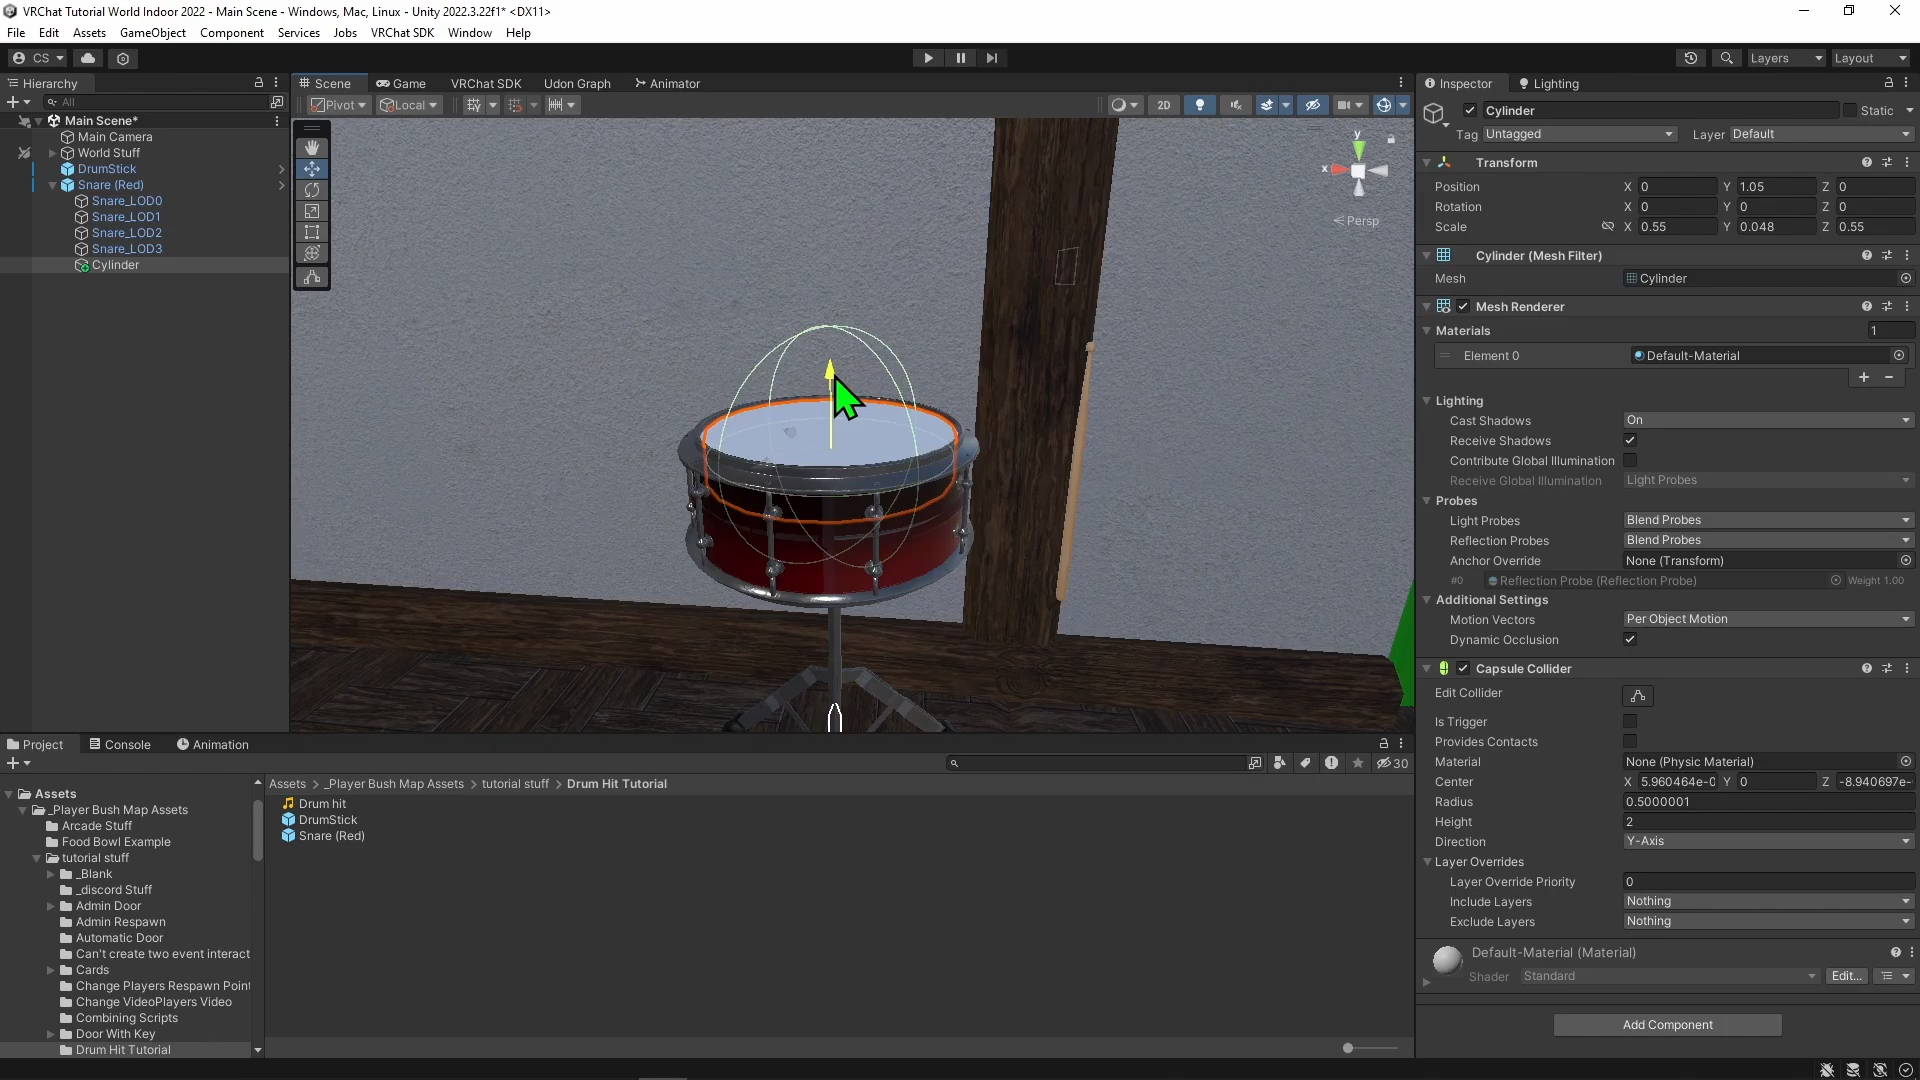 VRChat Tutorial World Indoor 2022 - Main Scene - Windows, Mac, Linux - Unity 2022.3.22f1* <DX11>
File Edit Assets GameObject Component Services Jobs VRChat SDK Window Help
CS Layers Layout
Hierarchy
All
Main Scene*
Main Camera
World Stuff
DrumStick
Snare (Red)
Snare_LOD0
Snare_LOD1
Snare_LOD2
Snare_LOD3
Cylinder
Scene Game VRChat SDK Udon Graph Animator
Pivot Local 2D
y
x
Persp
Inspector Lighting
Cylinder Static
Tag Untagged Layer Default
Transform
Position X 0 Y 1.05 Z 0
Rotation X 0 Y 0 Z 0
Scale X 0.55 Y 0.048 Z 0.55
Cylinder (Mesh Filter)
Mesh Cylinder
Mesh Renderer
Materials 1
Element 0 Default-Material
Lighting
Cast Shadows On
Receive Shadows
Contribute Global Illumination
Receive Global Illumination Light Probes
Probes
Light Probes Blend Probes
Reflection Probes Blend Probes
Anchor Override None (Transform)
#0 Reflection Probe (Reflection Probe) Weight 1.00
Additional Settings
Motion Vectors Per Object Motion
Dynamic Occlusion
Capsule Collider
Edit Collider
Is Trigger
Provides Contacts
Material None (Physic Material)
Center X 5.960464e-0 Y 0 Z -8.940697e-
Radius 0.5000001
Height 2
Direction Y-Axis
Layer Overrides
Layer Override Priority 0
Include Layers Nothing
Exclude Layers Nothing
Default-Material (Material)
Shader Standard Edit...
Add Component
Project Console Animation
30
Assets
_Player Bush Map Assets
Arcade Stuff
Food Bowl Example
tutorial stuff
_Blank
_discord Stuff
Admin Door
Admin Respawn
Automatic Door
Can't create two event interact
Cards
Change Players Respawn Point
Change VideoPlayers Video
Combining Scripts
Door With Key
Drum Hit Tutorial
Assets > _Player Bush Map Assets > tutorial stuff > Drum Hit Tutorial
Drum hit
DrumStick
Snare (Red)